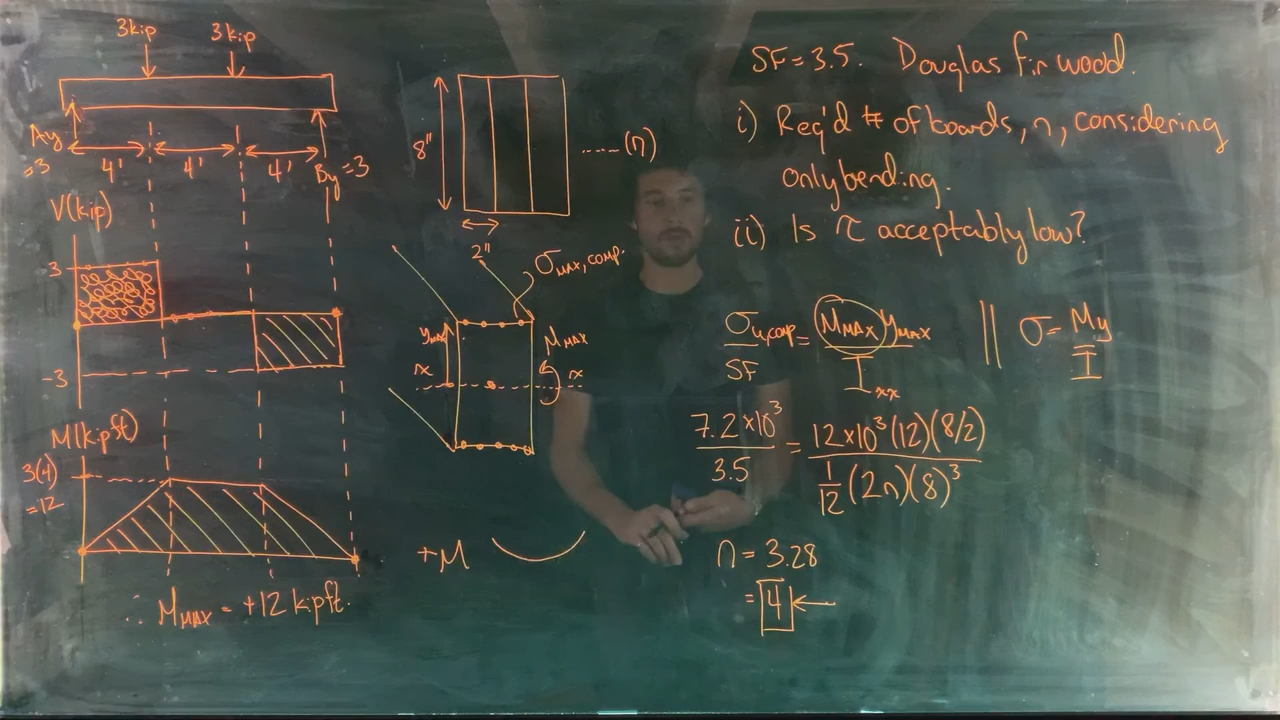 3kip 3kip
Ay
=3
4' 4' 4' By=3
V(kip)
3
-3
M(kipft)
3(4)
=12
∴ MMAX = +12 kipft.
8"
.....(n)
2"
σMAX, comp.
yMAX
MMAX
x x
+M
SF=3.5. Douglas fir wood.
i) Req'd # of boards, n, considering
only bending.
ii) Is τ acceptably low?
σu,comp/SF = MMAX yMAX/Ixx || σ = My/I
7.2×10³/3.5 = 12×10³(12)(8/2)/1/12(2n)(8)³
n = 3.28
= 4